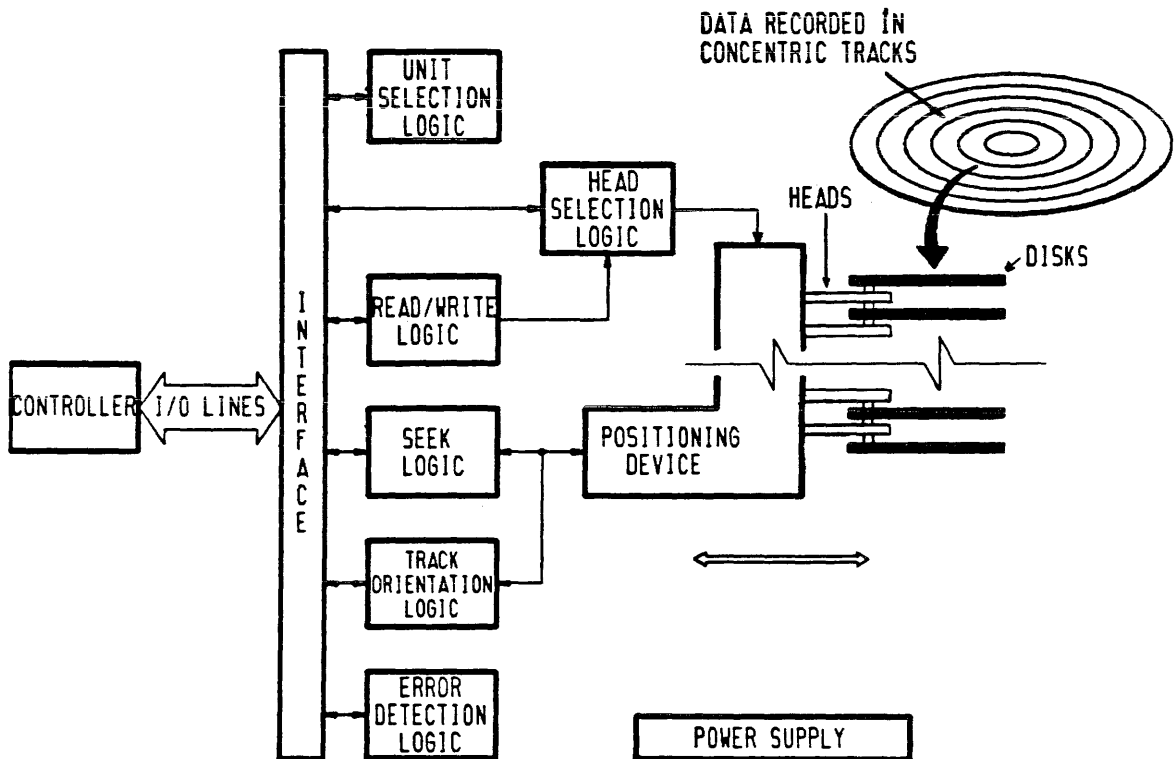 DATA RECORDED IN
CONCENTRIC TRACKS
UNIT
SELECTION
LOGIC
HEAD
SELECTION
LOGIC
HEADS
DISKS
READ/WRITE
LOGIC
INTERFACE
CONTROLLER
I/O LINES
SEEK
LOGIC
POSITIONING
DEVICE
TRACK
ORIENTATION
LOGIC
ERROR
DETECTION
LOGIC
POWER SUPPLY